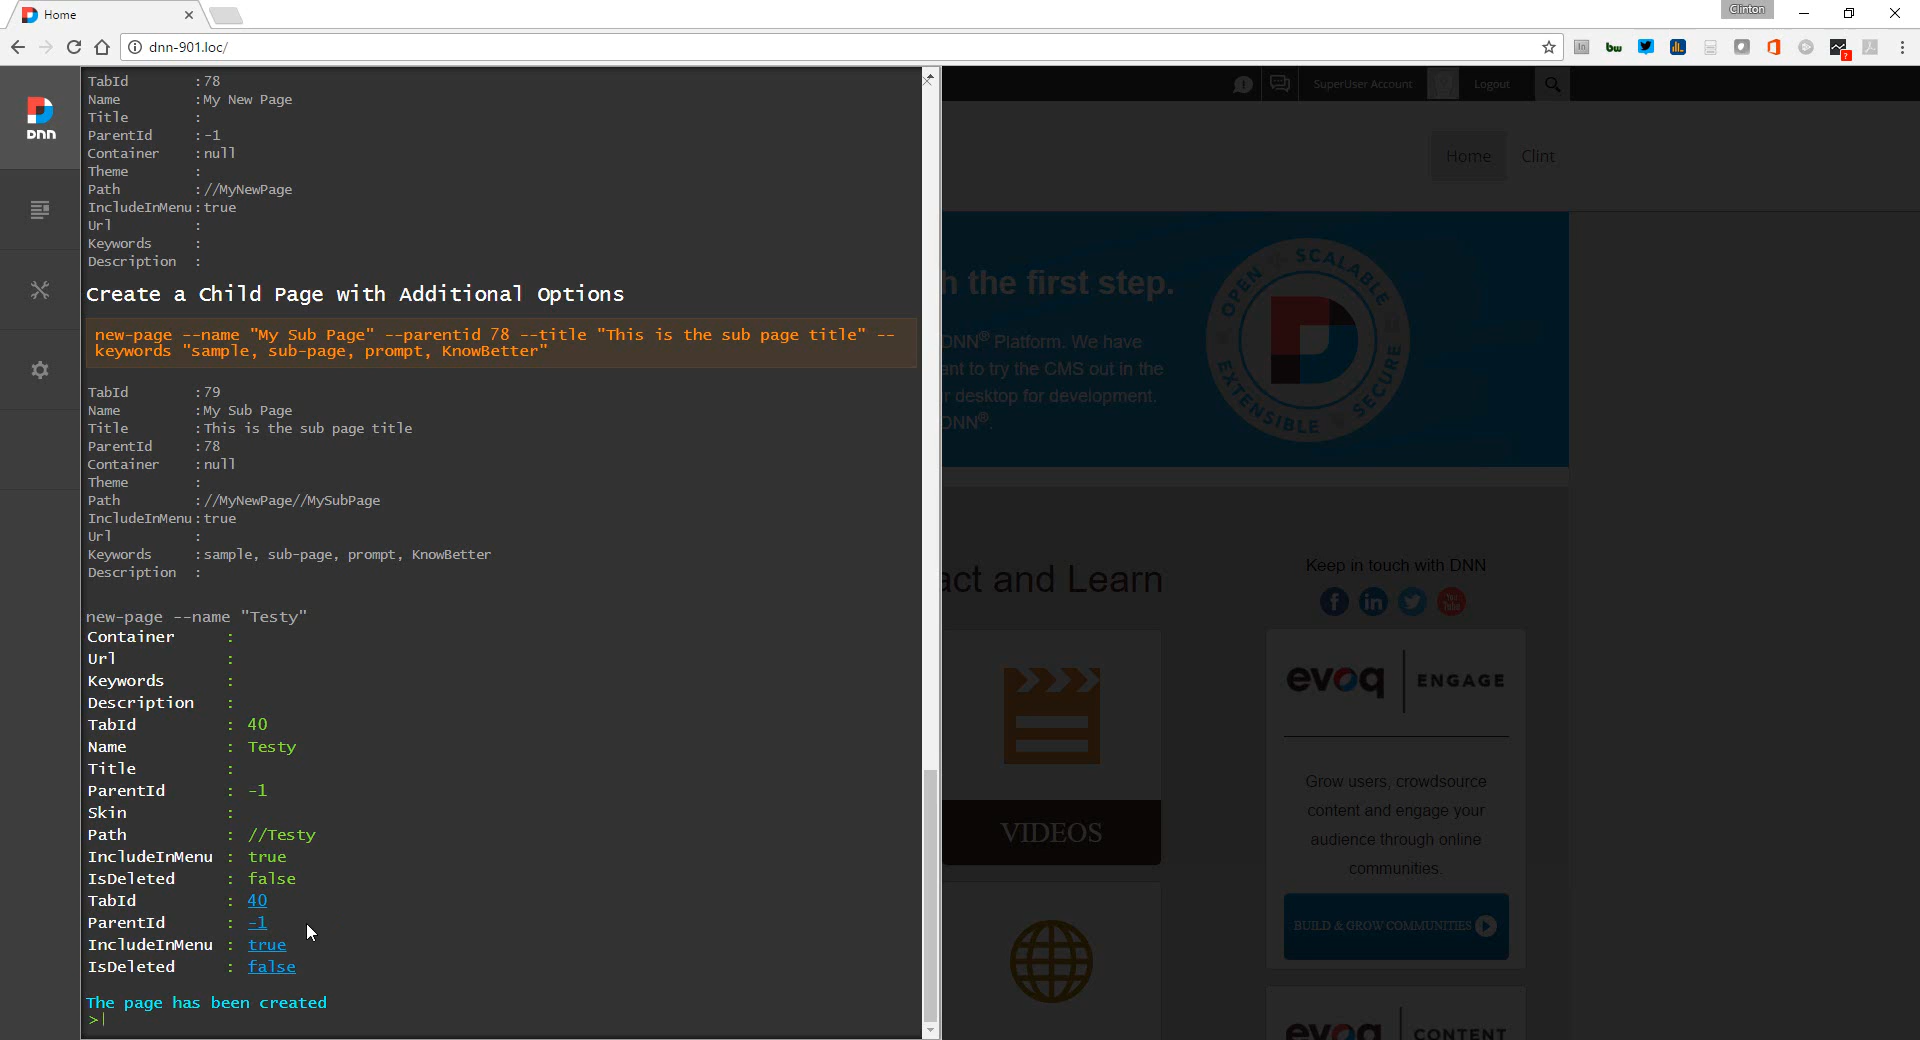 Home
Clinton
dnn-901.loc/
TabId :78
Name :My New Page
Title :
ParentId :-1
Container :null
Theme :
Path ://MyNewPage
IncludeInMenu:true
Url :
Keywords :
Description :
Create a Child Page with Additional Options
new-page --name "My Sub Page" --parentid 78 --title "This is the sub page title" --
keywords "sample, sub-page, prompt, KnowBetter"
TabId :79
Name :My Sub Page
Title :This is the sub page title
ParentId :78
Container :null
Theme :
Path ://MyNewPage//MySubPage
IncludeInMenu:true
Url :
Keywords :sample, sub-page, prompt, KnowBetter
Description :
new-page --name "Testy"
Container :
Url :
Keywords :
Description :
TabId : 40
Name : Testy
Title :
ParentId : -1
Skin :
Path : //Testy
IncludeInMenu : true
IsDeleted : false
TabId : 40
ParentId : -1
IncludeInMenu : true
IsDeleted : false
The page has been created
>
DNN
SuperUser Account
Logout
Home
Clint
h the first step.
DNN® Platform. We have
ant to try the CMS out in the
r desktop for development.
DNN®.
OPEN SCALABLE SECURE EXTENSIBLE
act and Learn
Keep in touch with DNN
You
Tube
VIDEOS
evoq ENGAGE
Grow users, crowdsource
content and engage your
audience through online
communities.
BUILD & GROW COMMUNITIES
evoq CONTENT